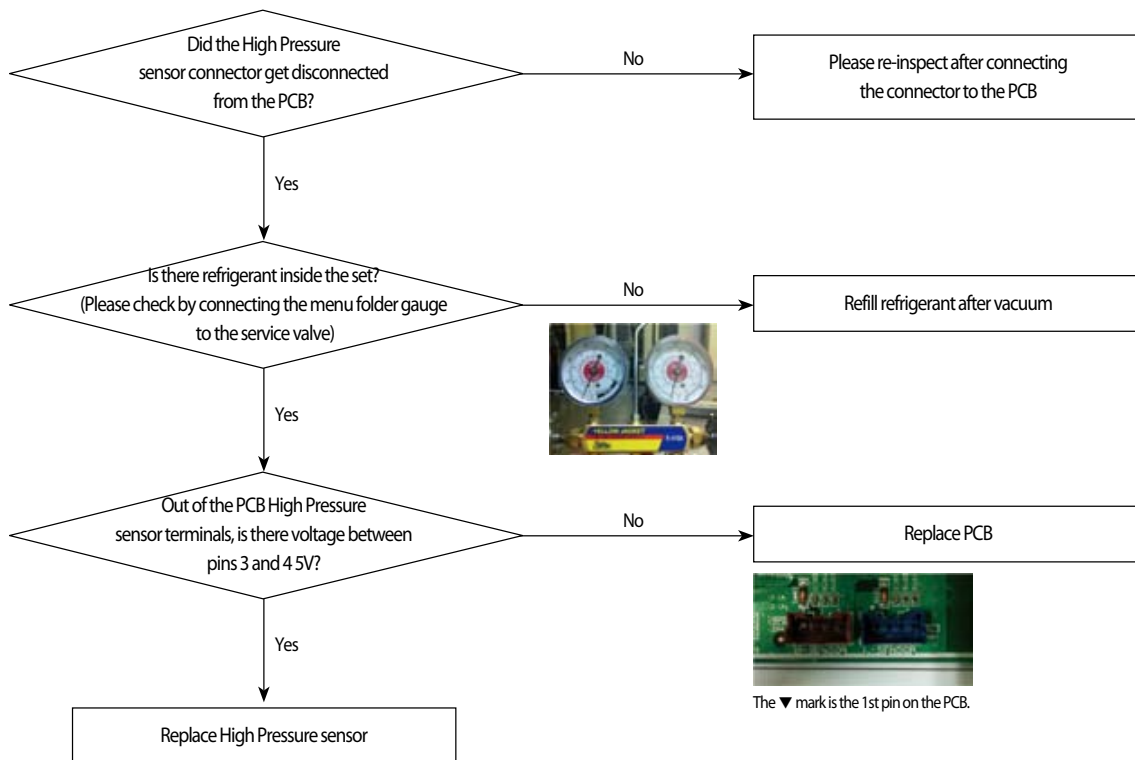 Did the High Pressure
sensor connector get disconnected
from the PCB?
No
Please re-inspect after connecting
the connector to the PCB
Yes
Is there refrigerant inside the set?
(Please check by connecting the menu folder gauge
to the service valve)
No
Refill refrigerant after vacuum
YELLOW JACKET
Yes
Out of the PCB High Pressure
sensor terminals, is there voltage between
pins 3 and 4 5V?
No
Replace PCB
The ▼ mark is the 1st pin on the PCB.
Yes
Replace High Pressure sensor